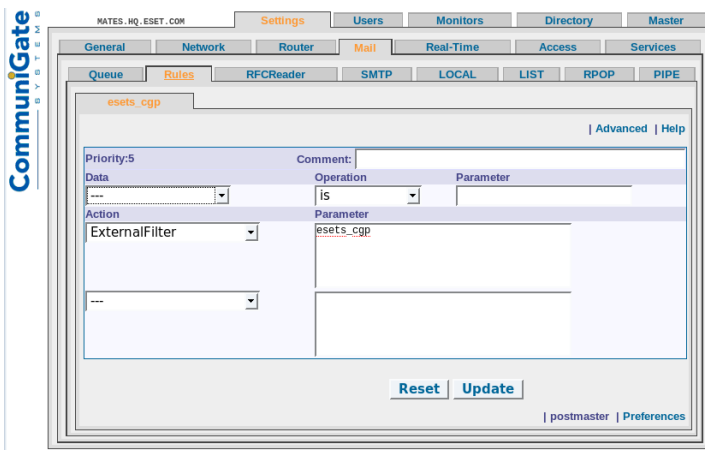 CommuniGate
SYSTEMS
MATES.HQ.ESET.COM Settings Users Monitors Directory Master
General Network Router Mail Real-Time Access Services
Queue Rules RFCReader SMTP LOCAL LIST RPOP PIPE
esets_cgp
| Advanced | Help
Priority:5 Comment:
Data Operation Parameter
--- is
Action Parameter
ExternalFilter esets_cgp
---
Reset Update
| postmaster | Preferences